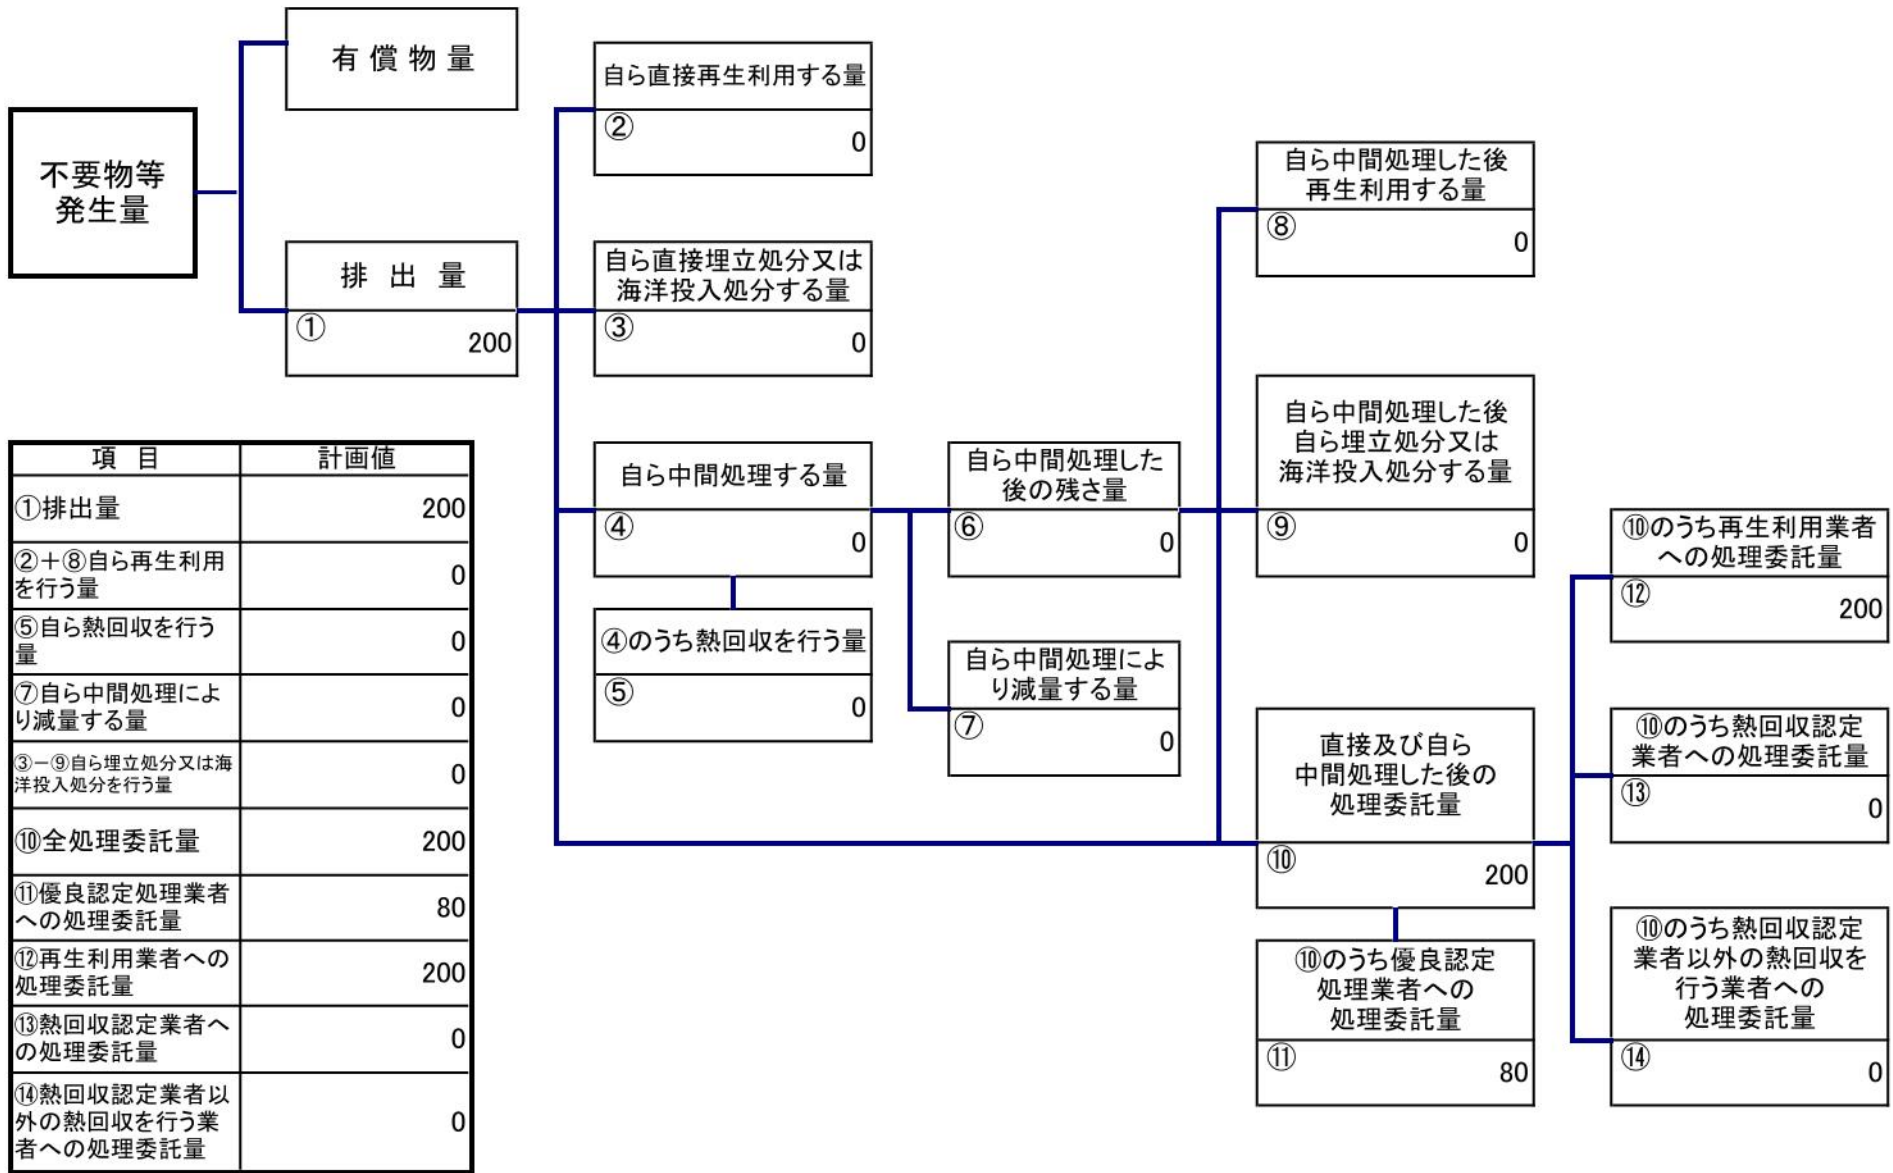 有償物量
不要物等
発生量
排出量
①
200
自ら直接再生利用する量
②
0
自ら直接埋立処分又は
海洋投入処分する量
③
0
自ら中間処理する量
④
0
④のうち熱回収を行う量
⑤
0
自ら中間処理した
後の残さ量
⑥
0
自ら中間処理によ
り減量する量
⑦
0
自ら中間処理した後
再生利用する量
⑧
0
自ら中間処理した後
自ら埋立処分又は
海洋投入処分する量
⑨
0
直接及び自ら
中間処理した後の
処理委託量
⑩
200
⑩のうち優良認定
処理業者への
処理委託量
⑪
80
⑩のうち再生利用業者
への処理委託量
⑫
200
⑩のうち熱回収認定
業者への処理委託量
⑬
0
⑩のうち熱回収認定
業者以外の熱回収を
行う業者への
処理委託量
⑭
0
項目 計画値
①排出量 200
②+⑧自ら再生利用
を行う量 0
⑤自ら熱回収を行う
量 0
⑦自ら中間処理によ
り減量する量 0
③-⑨自ら埋立処分又は海
洋投入処分を行う量 0
⑩全処理委託量 200
⑪優良認定処理業者
への処理委託量 80
⑫再生利用業者への
処理委託量 200
⑬熱回収認定業者へ
の処理委託量 0
⑭熱回収認定業者以
外の熱回収を行う業
者への処理委託量 0